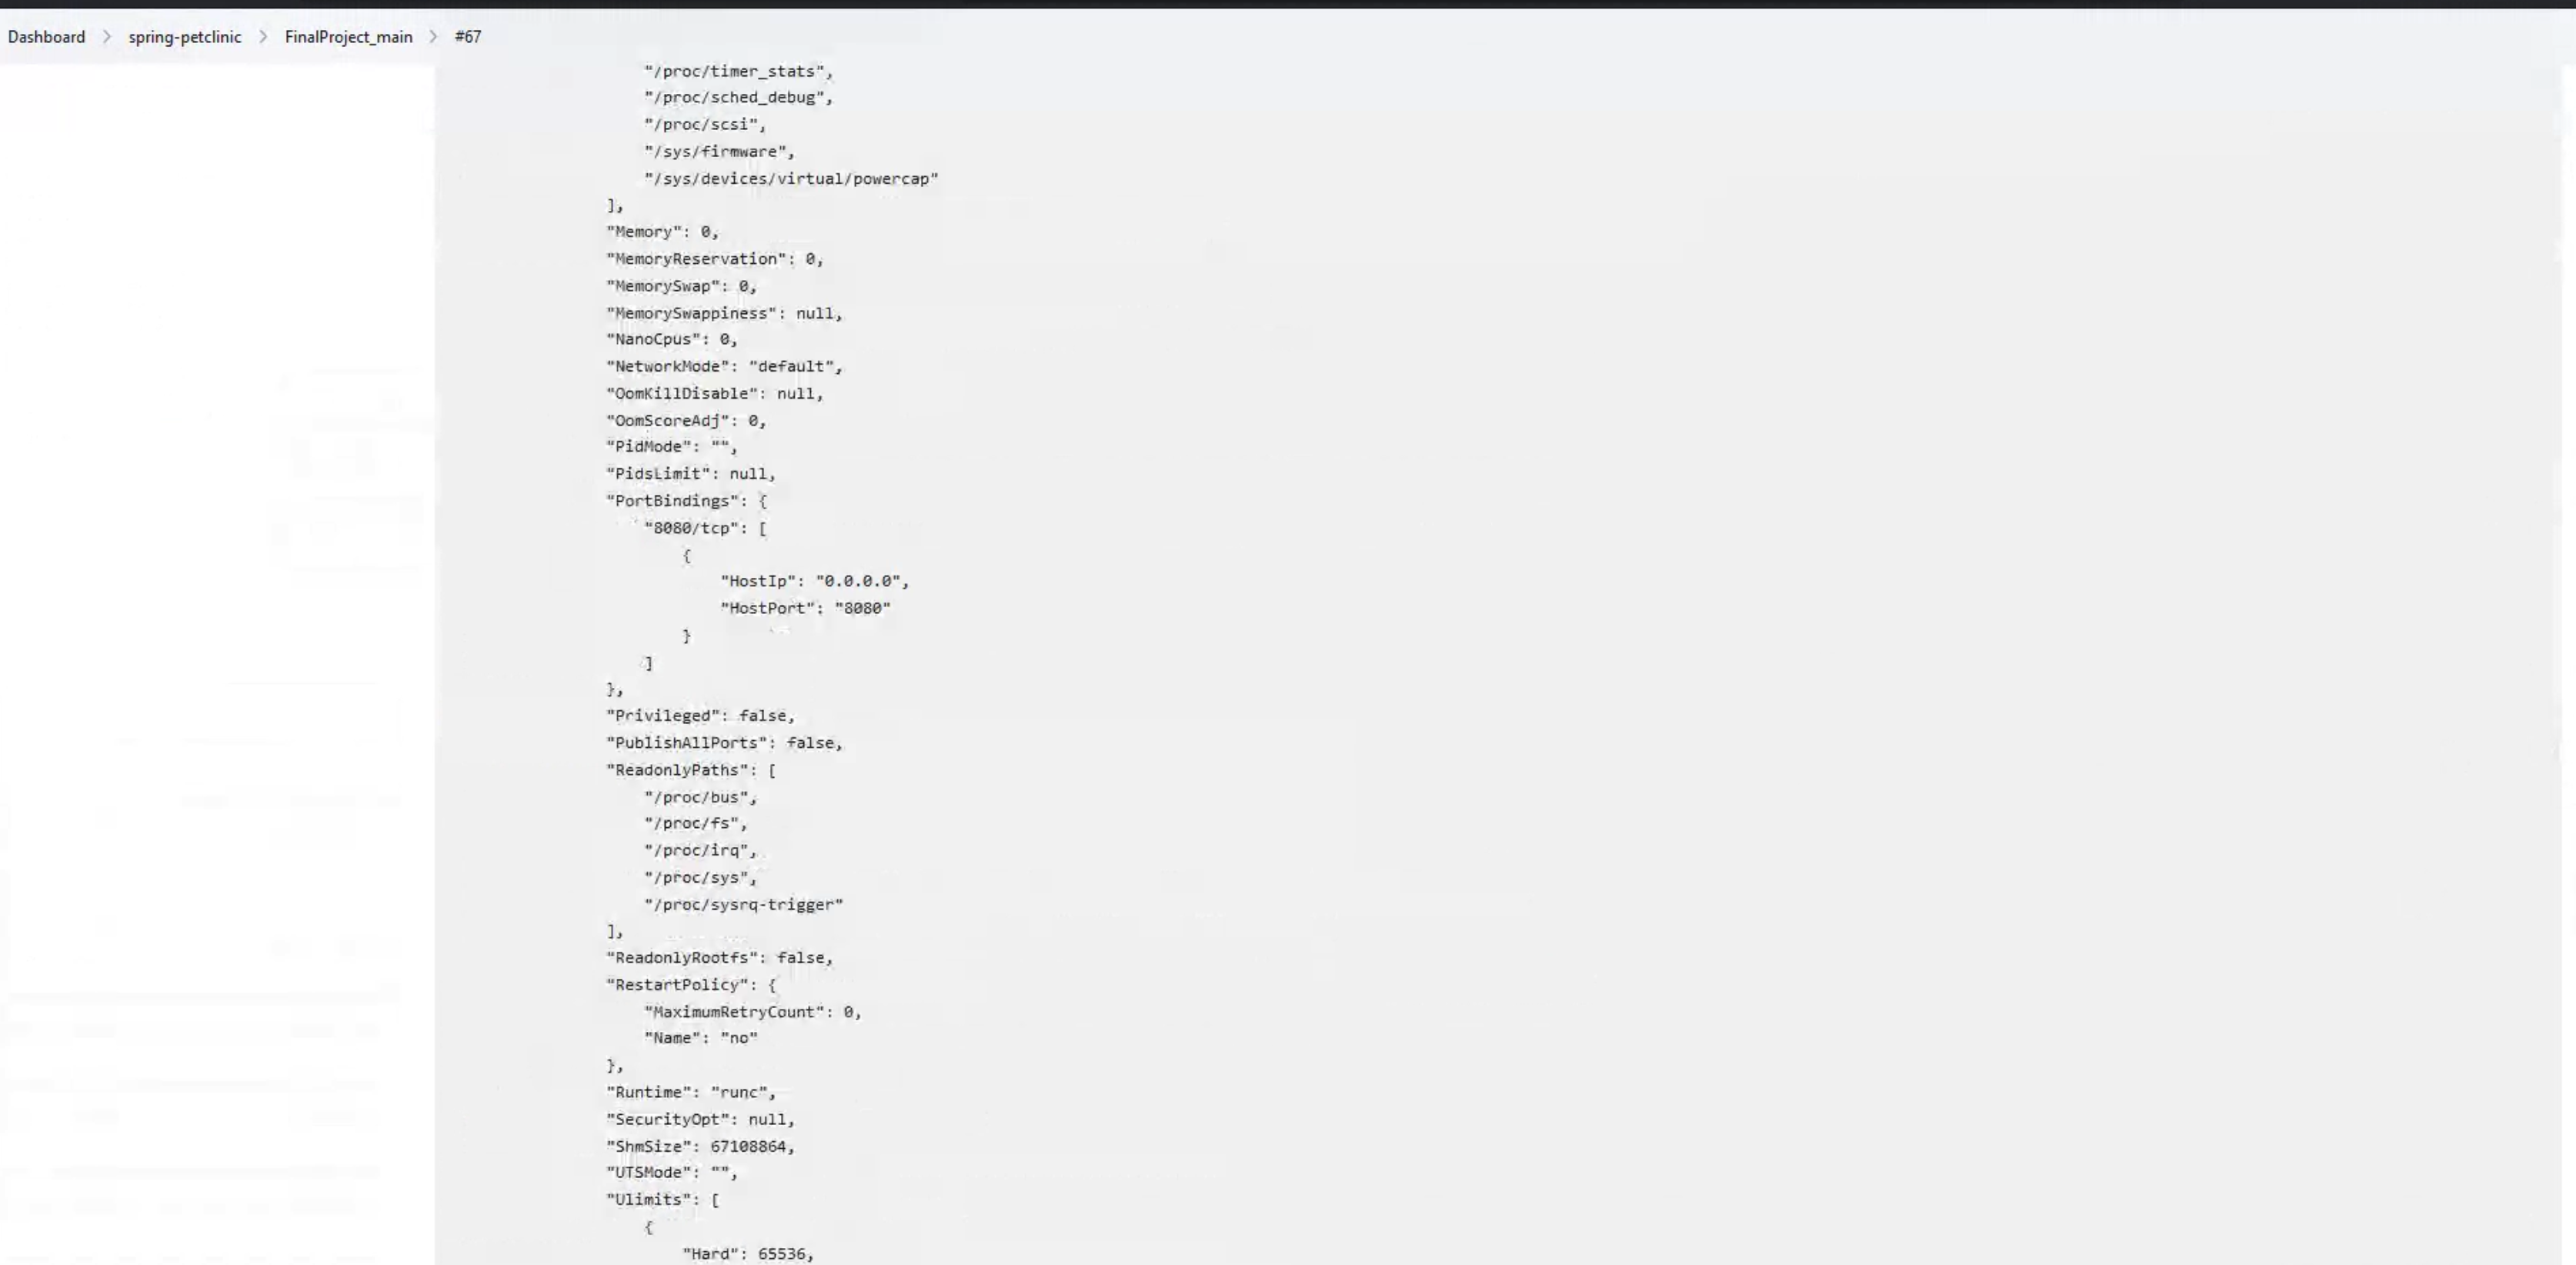 Dashboard > spring-petclinic > FinalProject_main > #67
"/proc/timer_stats",
"/proc/sched_debug",
"/proc/scsi",
"/sys/firmware",
"/sys/devices/virtual/powercap"
],
"Memory": 0,
"MemoryReservation": 0,
"MemorySwap": 0,
"MemorySwappiness": null,
"NanoCpus": 0,
"NetworkMode": "default",
"OomKillDisable": null,
"OomScoreAdj": 0,
"PidMode": "",
"PidsLimit": null,
"PortBindings": {
"8080/tcp": [
{
"HostIp": "0.0.0.0",
"HostPort": "8080"
}
]
},
"Privileged": false,
"PublishAllPorts": false,
"ReadonlyPaths": [
"/proc/bus",
"/proc/fs",
"/proc/irq",
"/proc/sys",
"/proc/sysrq-trigger"
],
"ReadonlyRootfs": false,
"RestartPolicy": {
"MaximumRetryCount": 0,
"Name": "no"
},
"Runtime": "runc",
"SecurityOpt": null,
"ShmSize": 67108864,
"UTSMode": "",
"Ulimits": [
{
"Hard": 65536,